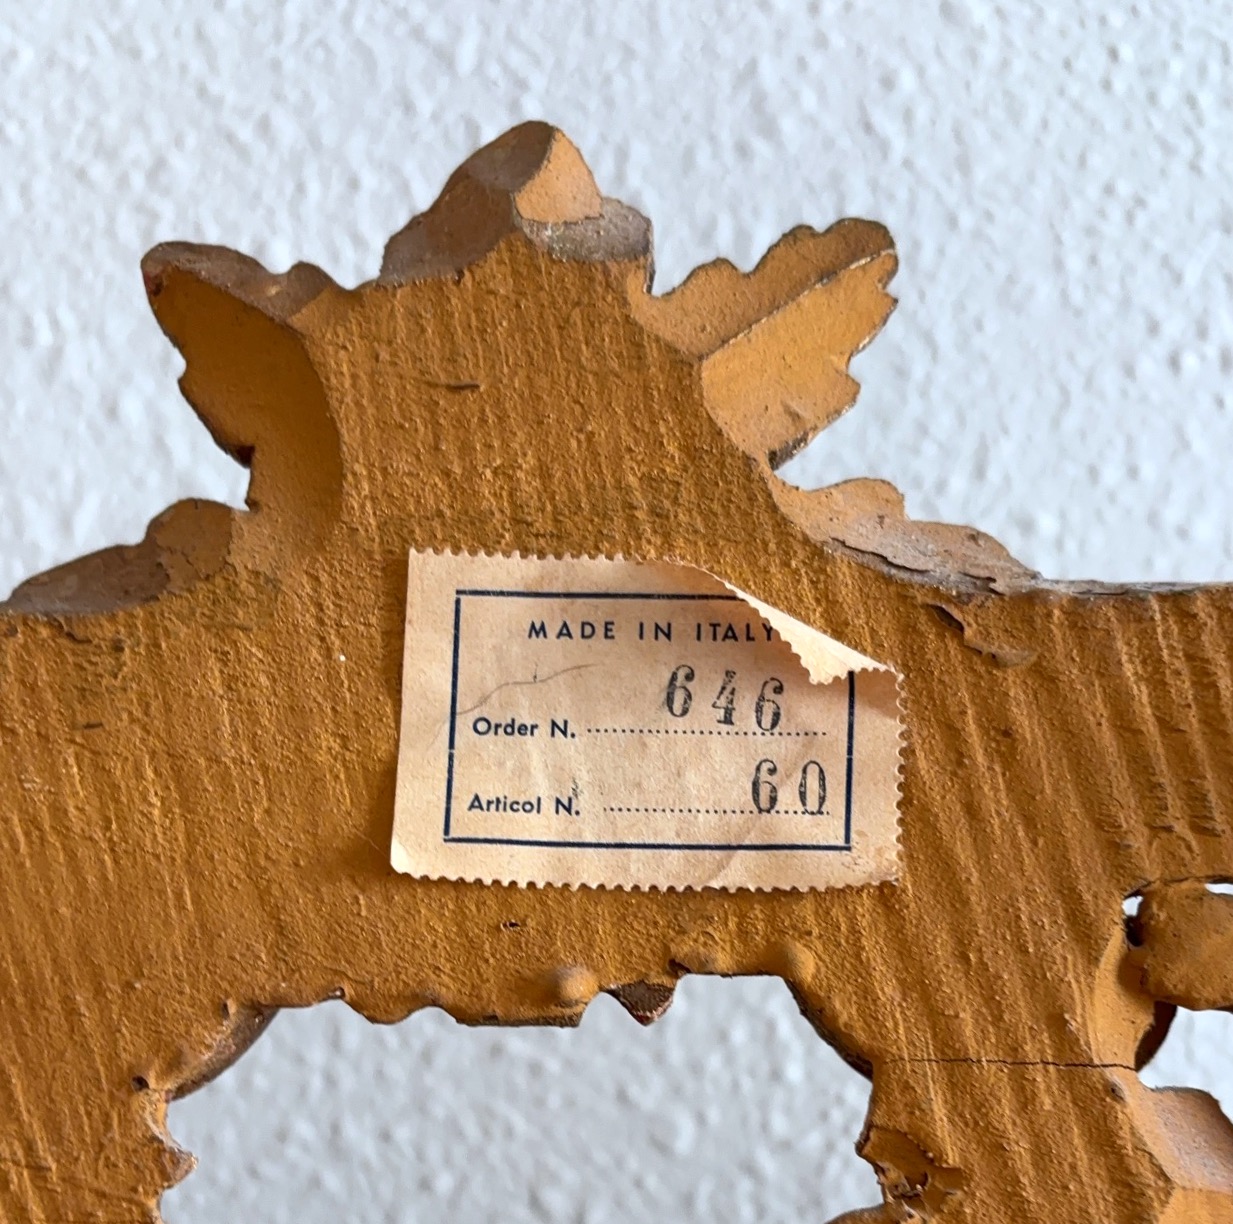 MADE IN ITALY
Order N. 646
Articol N. 60